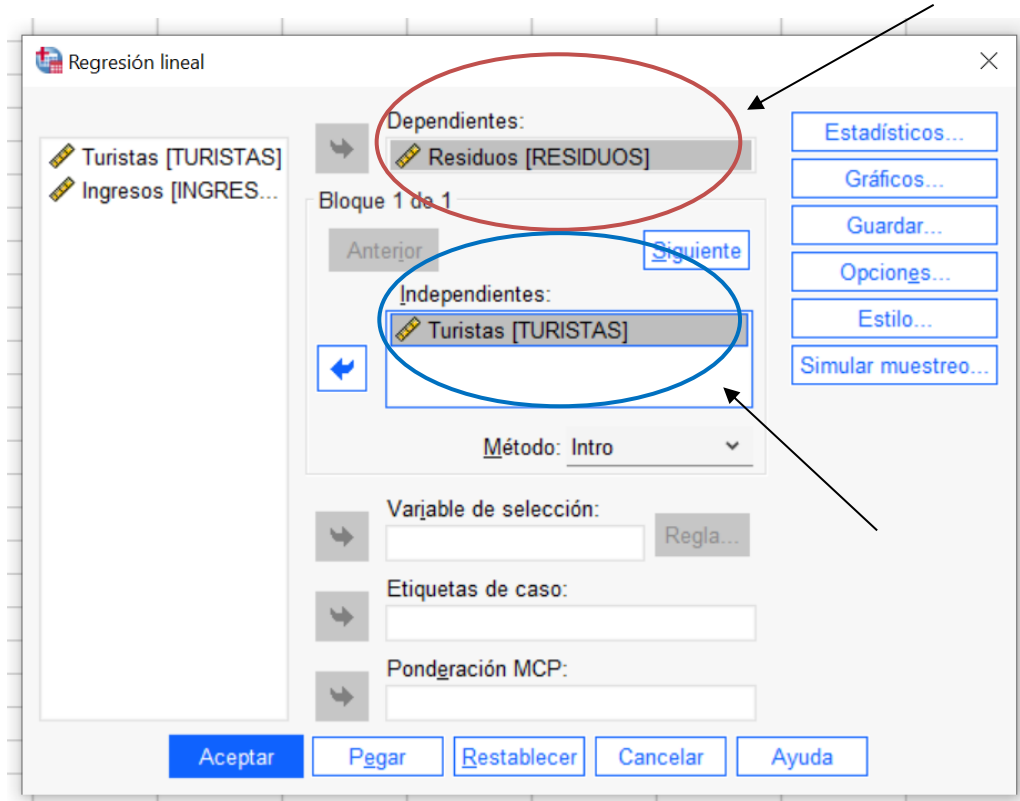 Regresión lineal
Turistas [TURISTAS]
Ingresos [INGRES...
Dependientes:
Residuos [RESIDUOS]
Bloque 1 de 1
Anterior
Siguiente
Independientes:
Turistas [TURISTAS]
Método: Intro
Variable de selección:
Regla...
Etiquetas de caso:
Ponderación MCP:
Estadísticos...
Gráficos...
Guardar...
Opciones...
Estilo...
Simular muestreo...
Aceptar
Pegar
Restablecer
Cancelar
Ayuda